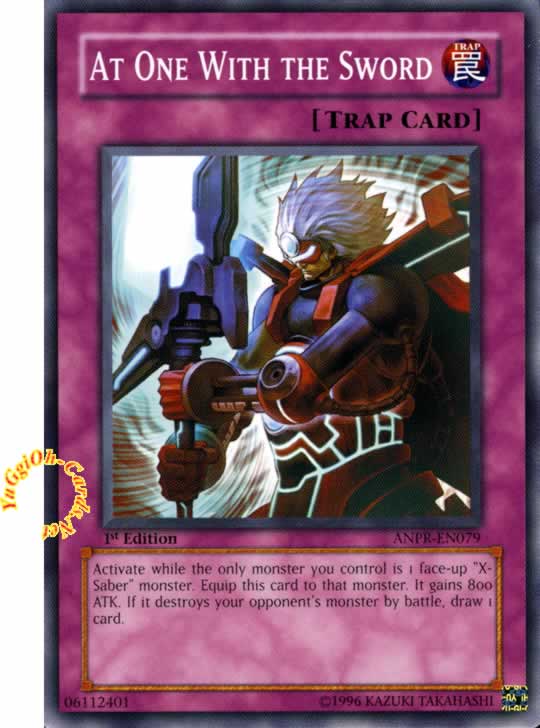 AT ONE WITH THE SWORD
TRAP
罠
[TRAP CARD]
YuGgiOh-Cards.Net
1st Edition
ANPR-EN079
Activate while the only monster you control is 1 face-up "X-
Saber" monster. Equip this card to that monster. It gains 800
ATK. If it destroys your opponent's monster by battle, draw 1
card.
06112401
©1996 KAZUKI TAKAHASHI